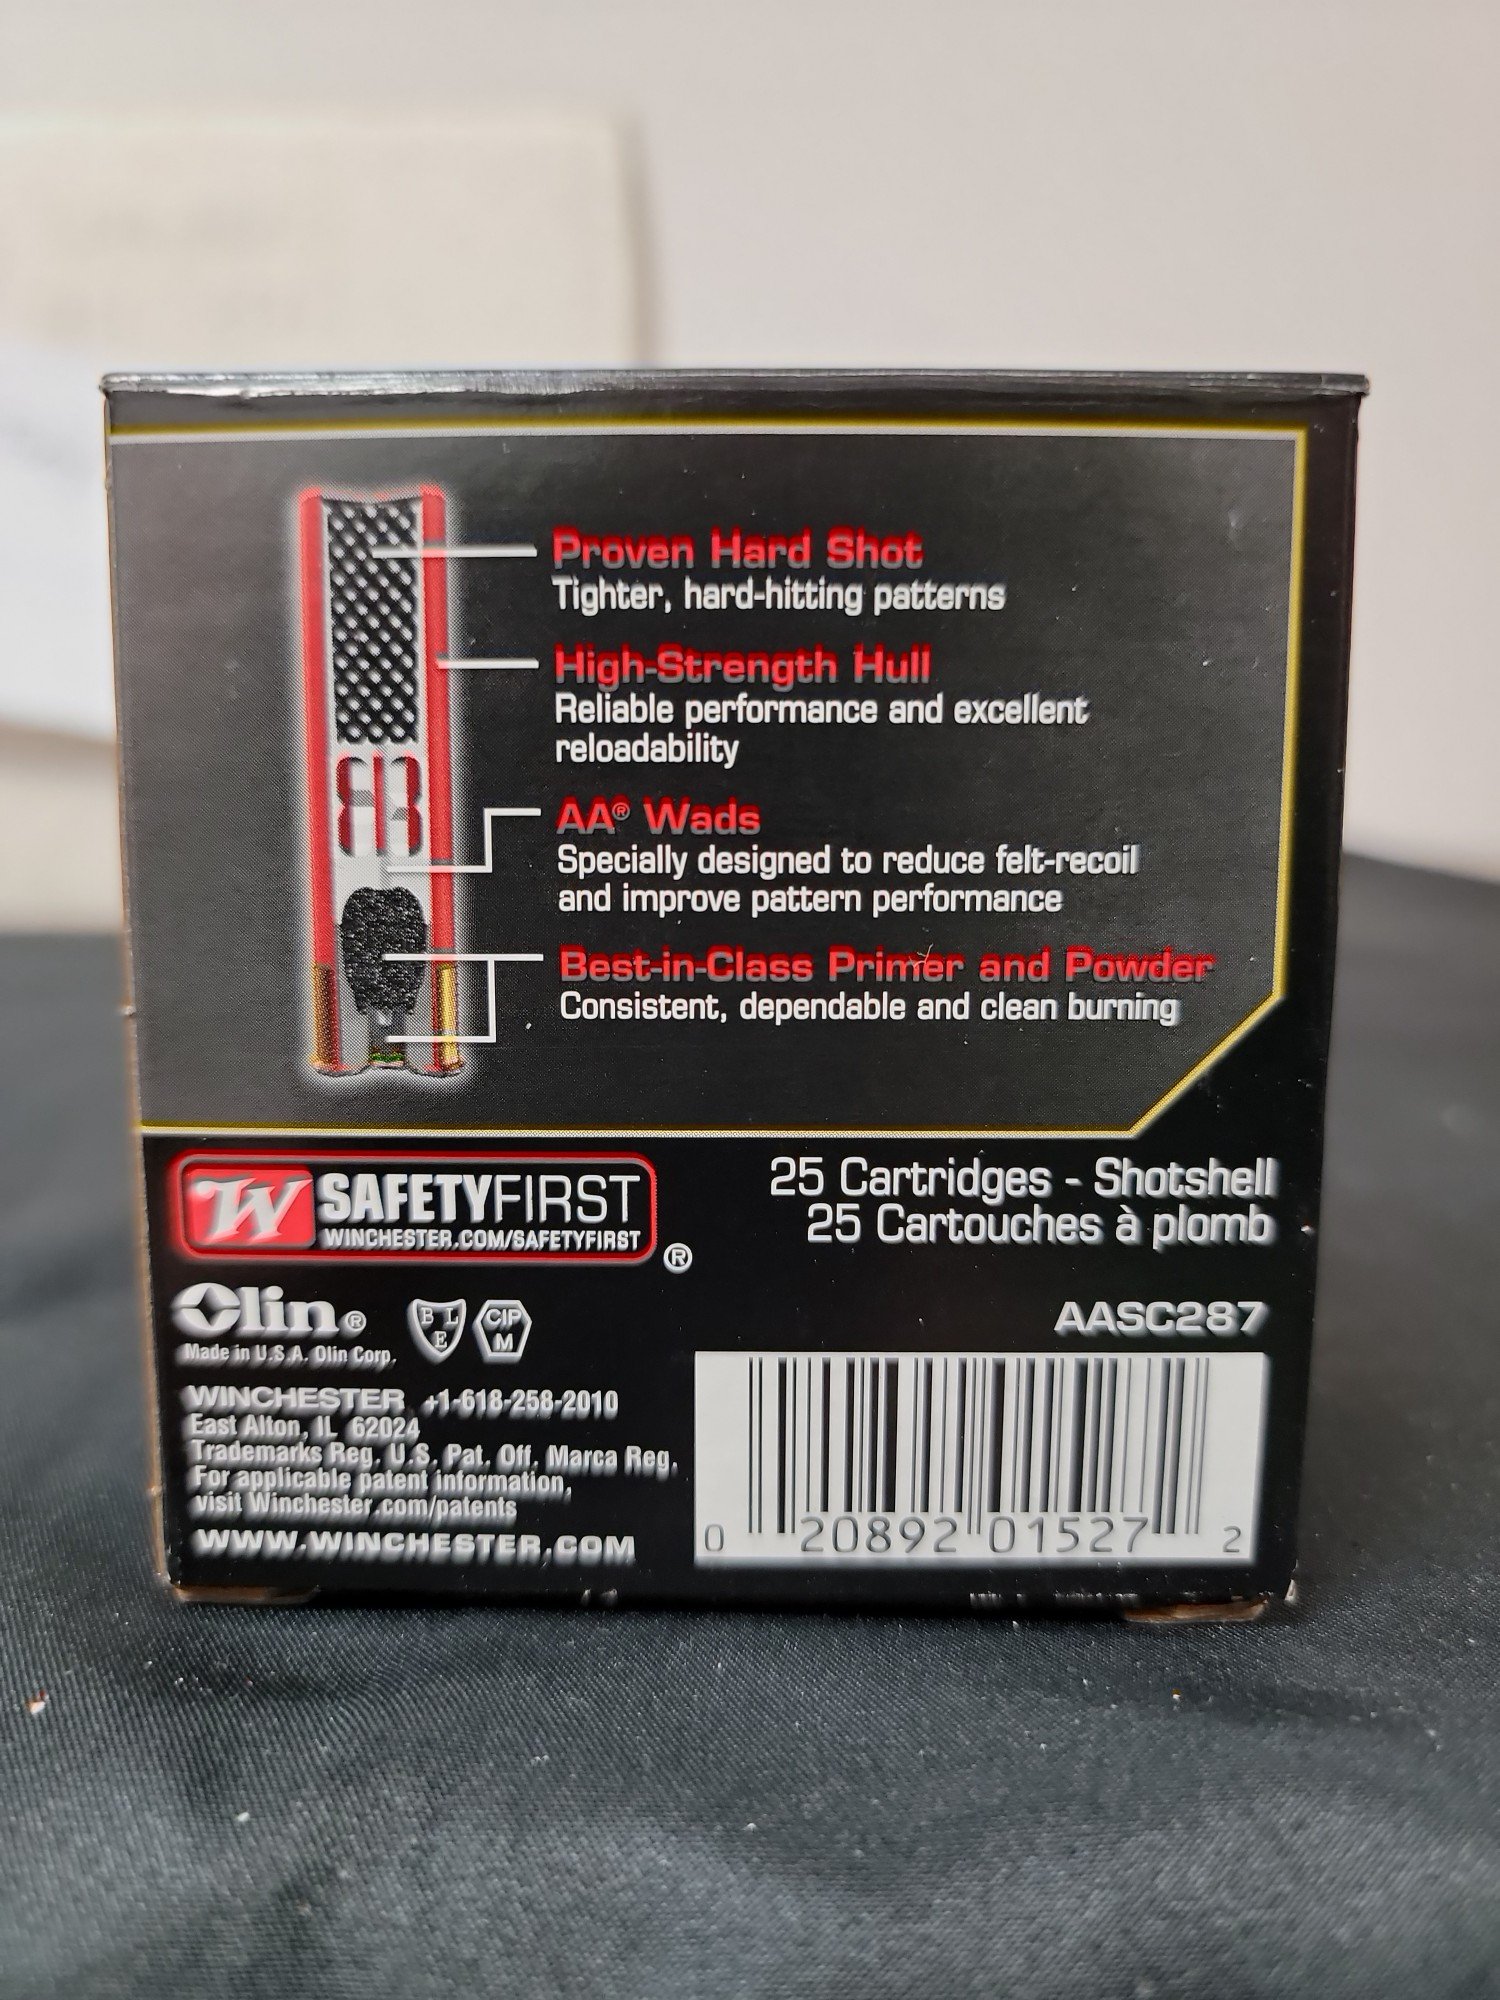 Proven Hard Shot
Tighter, hard-hitting patterns
High-Strength Hull
Reliable performance and excellent
reloadability
AA® Wads
Specially designed to reduce felt-recoil
and improve pattern performance
Best-in-Class Primer and Powder
Consistent, dependable and clean burning
W SAFETYFIRST
WINCHESTER.COM/SAFETYFIRST
®
25 Cartridges - Shotshell
25 Cartouches à plomb
Olin®
BLE
CIP
M
Made in U.S.A. Olin Corp.
AASC287
WINCHESTER +1-618-258-2010
East Alton, IL 62024
Trademarks Reg. U.S. Pat. Off. Marca Reg.
For applicable patent information,
visit Winchester.com/patents
WWW.WINCHESTER.COM
0 20892 01527 2